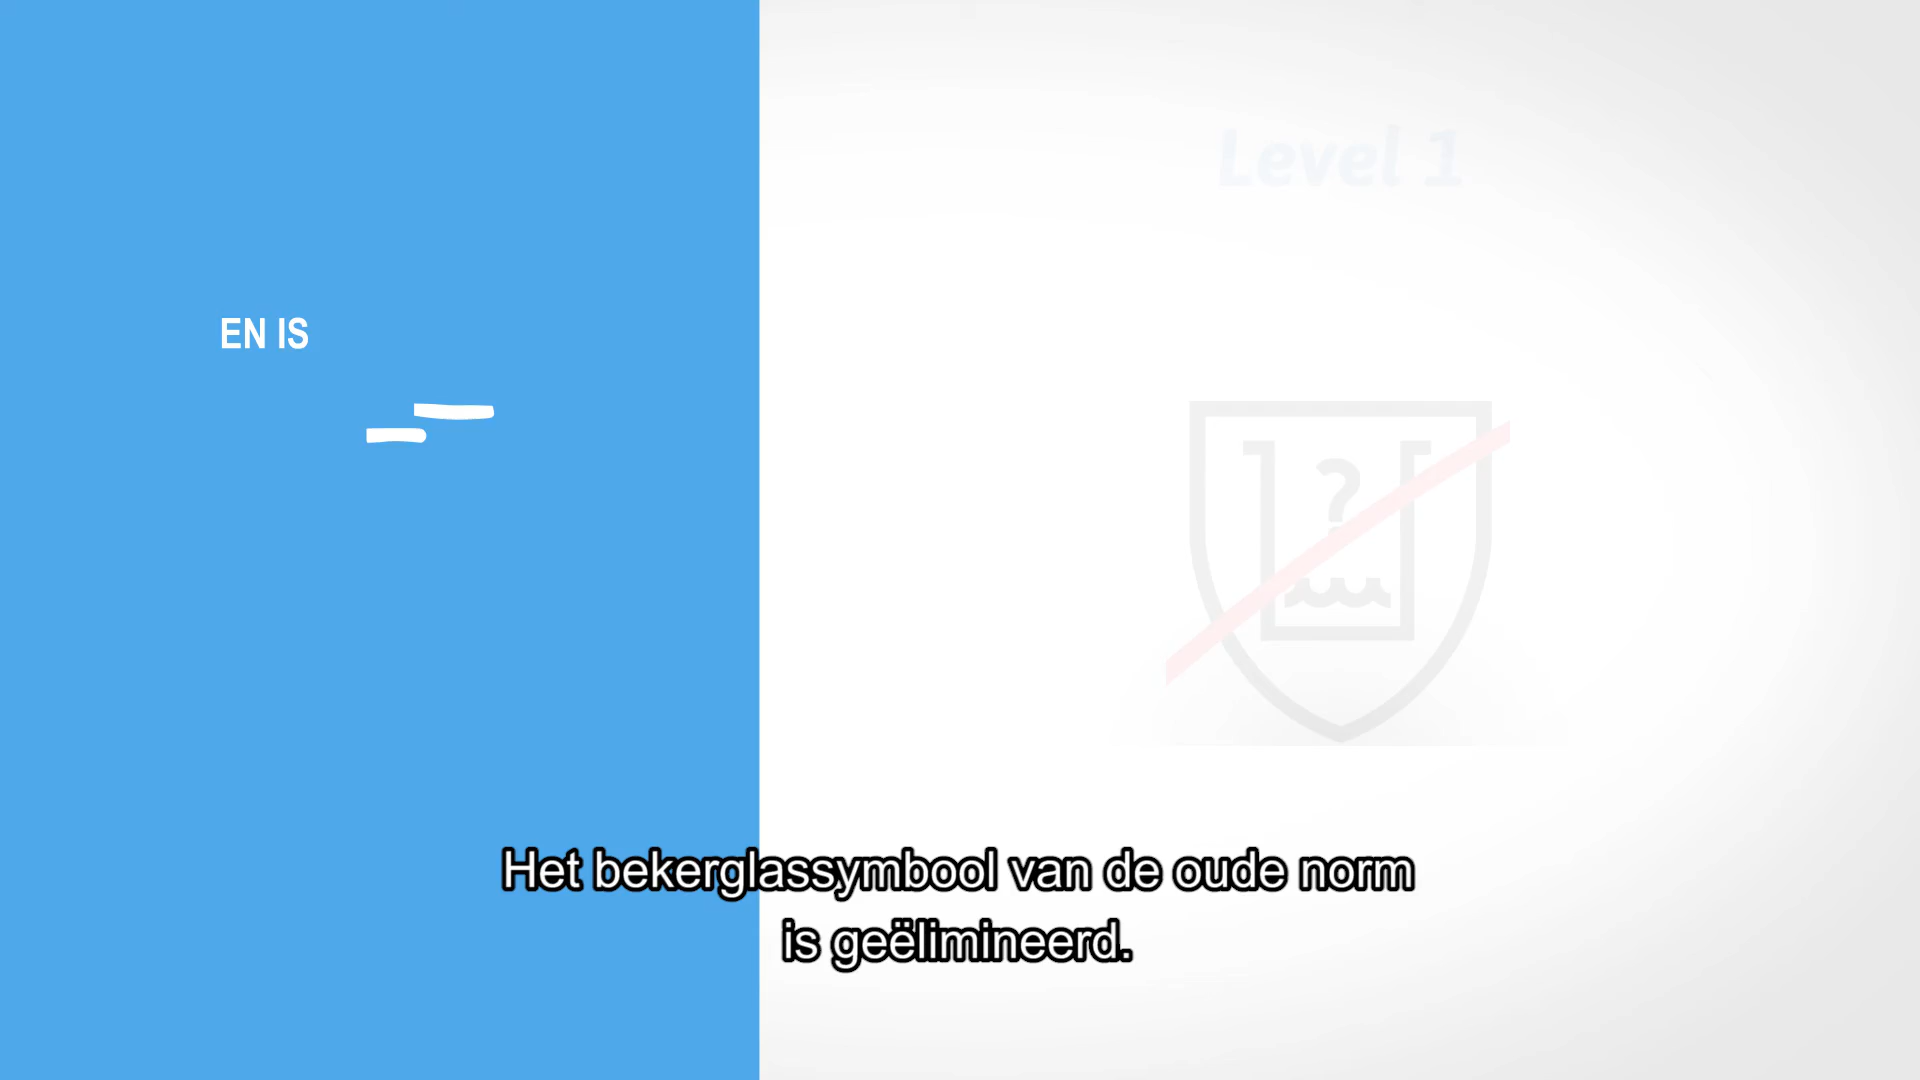 Level 1
EN IS
?
Het bekerglassymbool van de oude norm
is geëlimineerd.